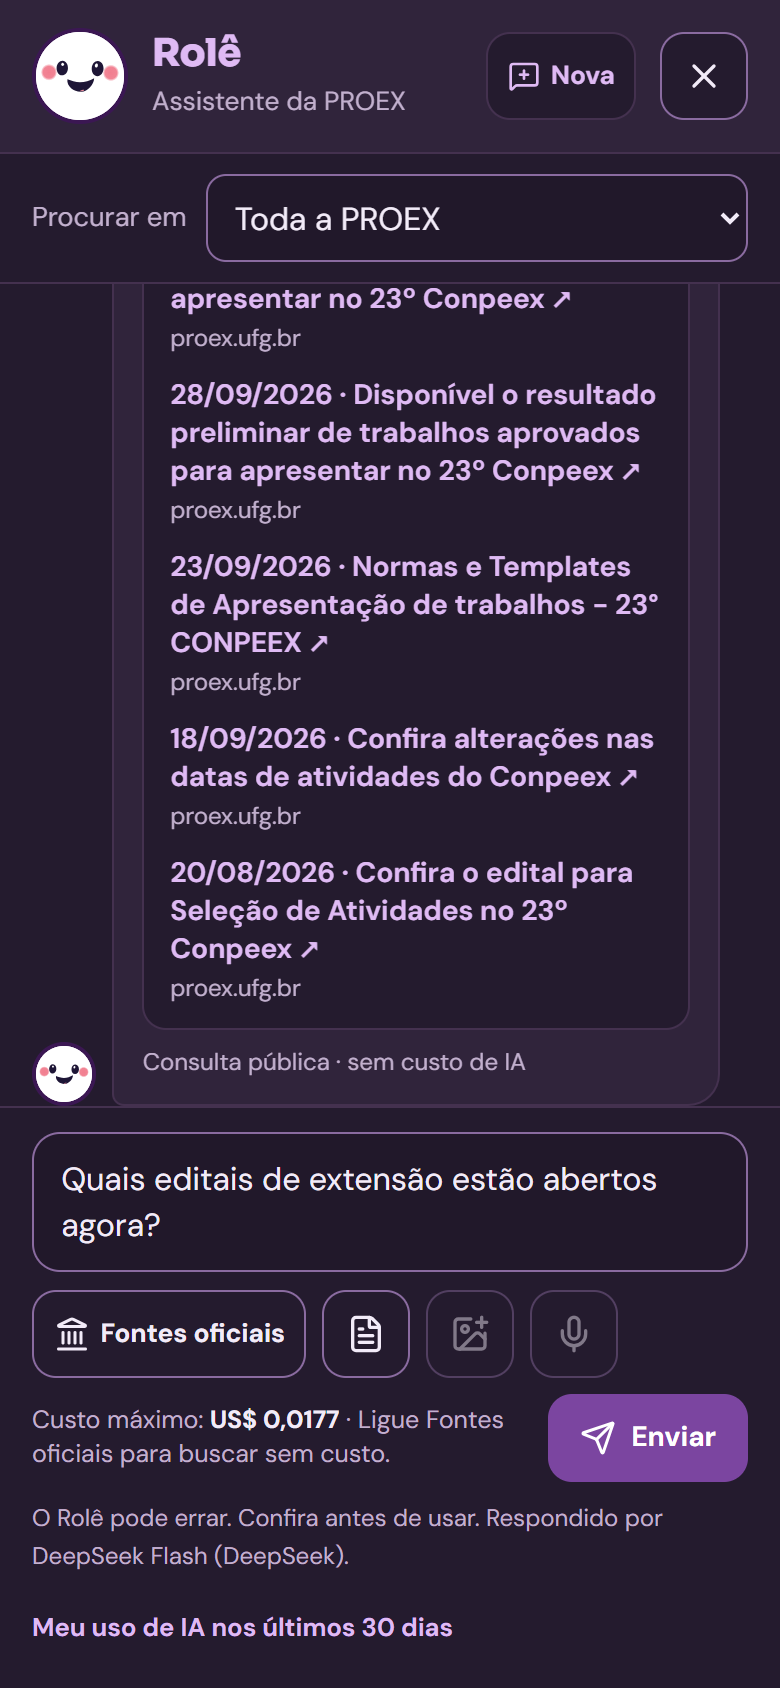 Rolê
Assistente da PROEX
Nova
Procurar em
Toda a PROEX
apresentar no 23º Conpeex ↗
proex.ufg.br
28/09/2026 · Disponível o resultado
preliminar de trabalhos aprovados
para apresentar no 23º Conpeex ↗
proex.ufg.br
23/09/2026 · Normas e Templates
de Apresentação de trabalhos – 23°
CONPEEX ↗
proex.ufg.br
18/09/2026 · Confira alterações nas
datas de atividades do Conpeex ↗
proex.ufg.br
20/08/2026 · Confira o edital para
Seleção de Atividades no 23º
Conpeex ↗
proex.ufg.br
Consulta pública · sem custo de IA
Quais editais de extensão estão abertos
agora?
Fontes oficiais
Custo máximo: US$ 0,0177 · Ligue Fontes
oficiais para buscar sem custo.
Enviar
O Rolê pode errar. Confira antes de usar. Respondido por
DeepSeek Flash (DeepSeek).
Meu uso de IA nos últimos 30 dias